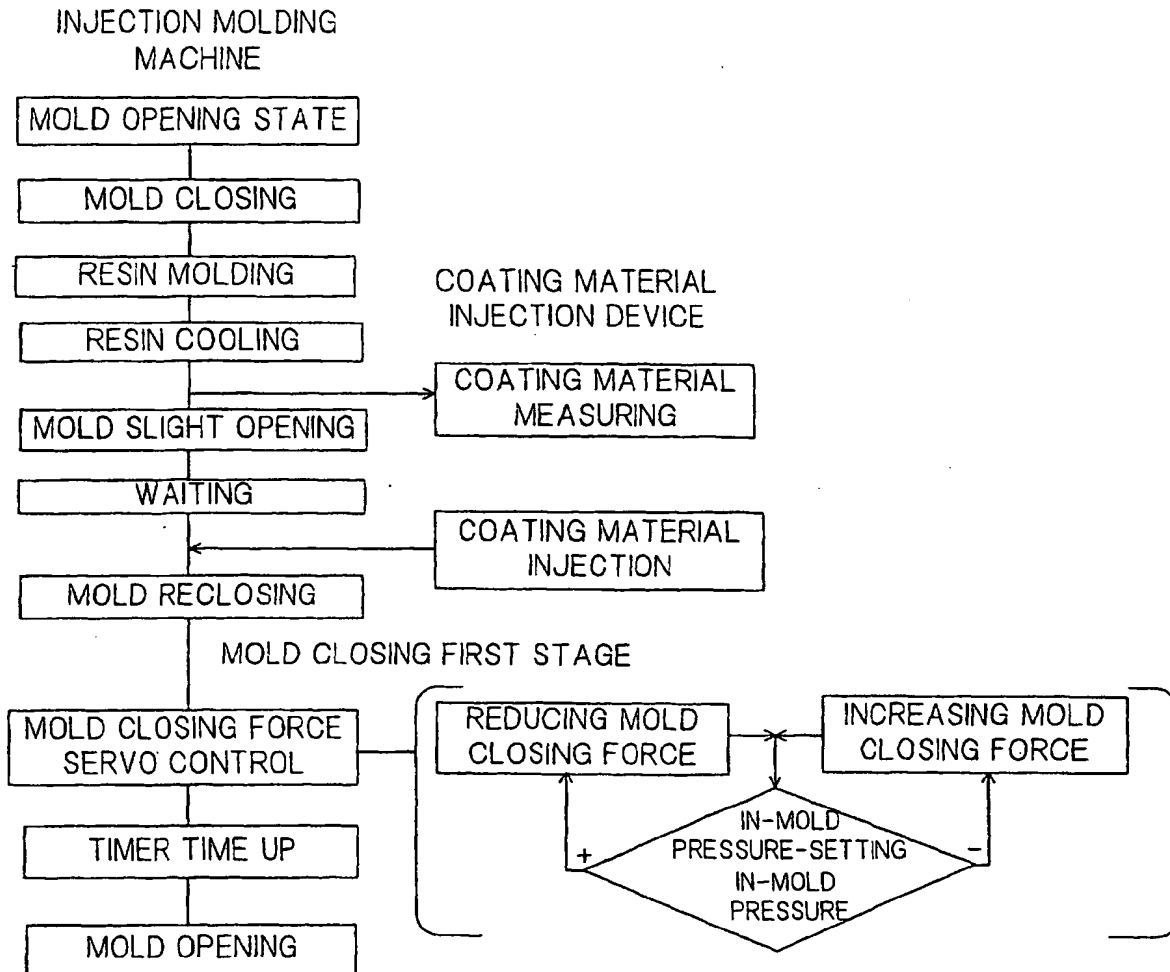 INJECTION MOLDING
MACHINE
MOLD OPENING STATE
MOLD CLOSING
RESIN MOLDING
RESIN COOLING
COATING MATERIAL
INJECTION DEVICE
COATING MATERIAL
MEASURING
MOLD SLIGHT OPENING
WAITING
COATING MATERIAL
INJECTION
MOLD RECLOSING
MOLD CLOSING FIRST STAGE
MOLD CLOSING FORCE
SERVO CONTROL
REDUCING MOLD
CLOSING FORCE
INCREASING MOLD
CLOSING FORCE
+
IN-MOLD
PRESSURE-SETTING
IN-MOLD
PRESSURE
-
TIMER TIME UP
MOLD OPENING